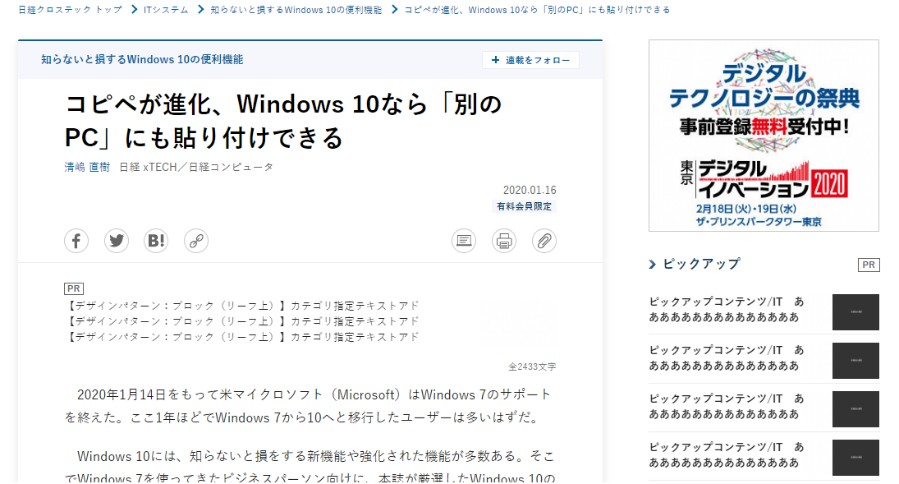 日経クロステック トップ > ITシステム > 知らないと損するWindows 10の便利機能 > コピペが進化、Windows 10なら「別のPC」にも貼り付けできる
知らないと損するWindows 10の便利機能
+ 連載をフォロー
コピペが進化、Windows 10なら「別の
PC」にも貼り付けできる
清嶋 直樹 日経 xTECH／日経コンピュータ
2020.01.16
有料会員限定
B!
PR
【デザインパターン：ブロック（リーフ上）】カテゴリ指定テキストアド
【デザインパターン：ブロック（リーフ上）】カテゴリ指定テキストアド
【デザインパターン：ブロック（リーフ上）】カテゴリ指定テキストアド
全2433文字
2020年1月14日をもって米マイクロソフト（Microsoft）はWindows 7のサポート
を終えた。ここ1年ほどでWindows 7から10へと移行したユーザーは多いはずだ。
Windows 10には、知らないと損をする新機能や強化された機能が多数ある。そこ
でWindows 7を使ってきたビジネスパーソン向けに、本誌が厳選したWindows 10の
デジタル
テクノロジーの祭典
事前登録無料受付中!
東京
デジタル
イノベーション 2020
2月18日(火)・19日(水)
ザ・プリンスパークタワー東京
ピックアップ
PR
ピックアップコンテンツ/IT あ
ああああああああああああああ
ピックアップコンテンツ/IT あ
ああああああああああああああ
ピックアップコンテンツ/IT あ
ああああああああああああああ
ピックアップコンテンツ/IT あ
ああああああああああああああ